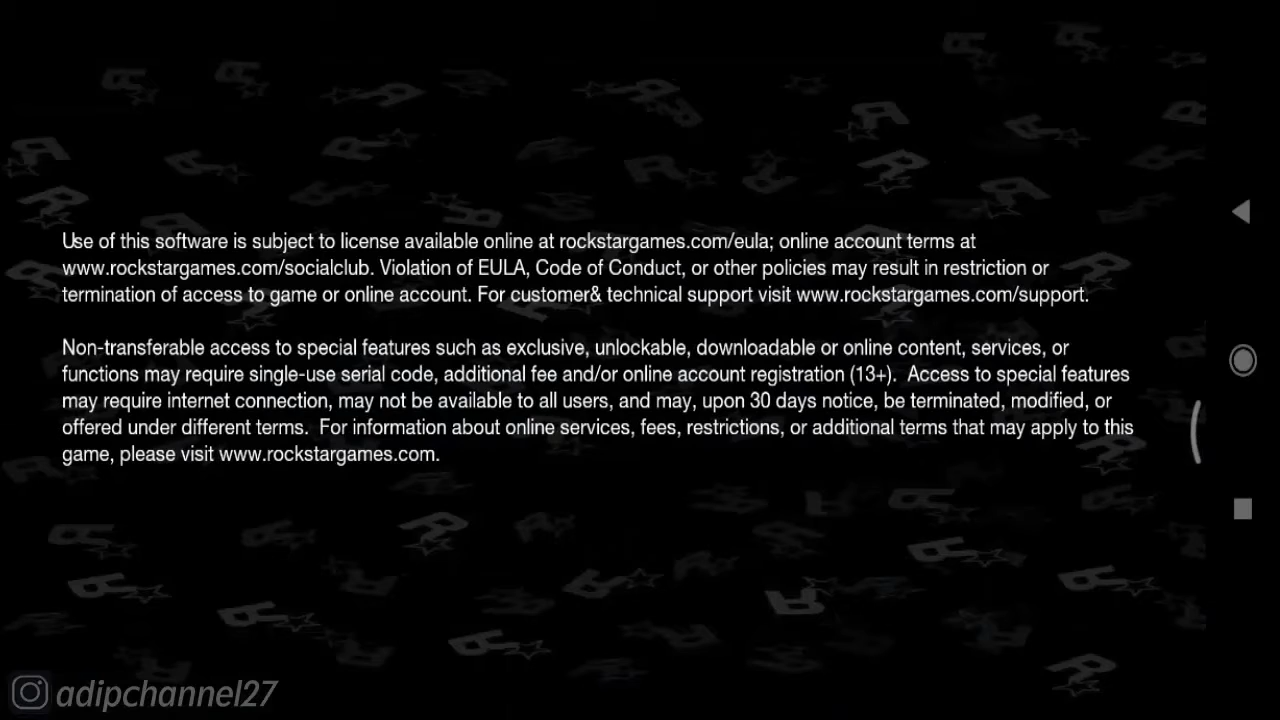 Use of this software is subject to license available online at rockstargames.com/eula; online account terms at
www.rockstargames.com/socialclub. Violation of EULA, Code of Conduct, or other policies may result in restriction or
termination of access to game or online account. For customer& technical support visit www.rockstargames.com/support.
Non-transferable access to special features such as exclusive, unlockable, downloadable or online content, services, or
functions may require single-use serial code, additional fee and/or online account registration (13+).  Access to special features
may require internet connection, may not be available to all users, and may, upon 30 days notice, be terminated, modified, or
offered under different terms.  For information about online services, fees, restrictions, or additional terms that may apply to this
game, please visit www.rockstargames.com.
adipchannel27